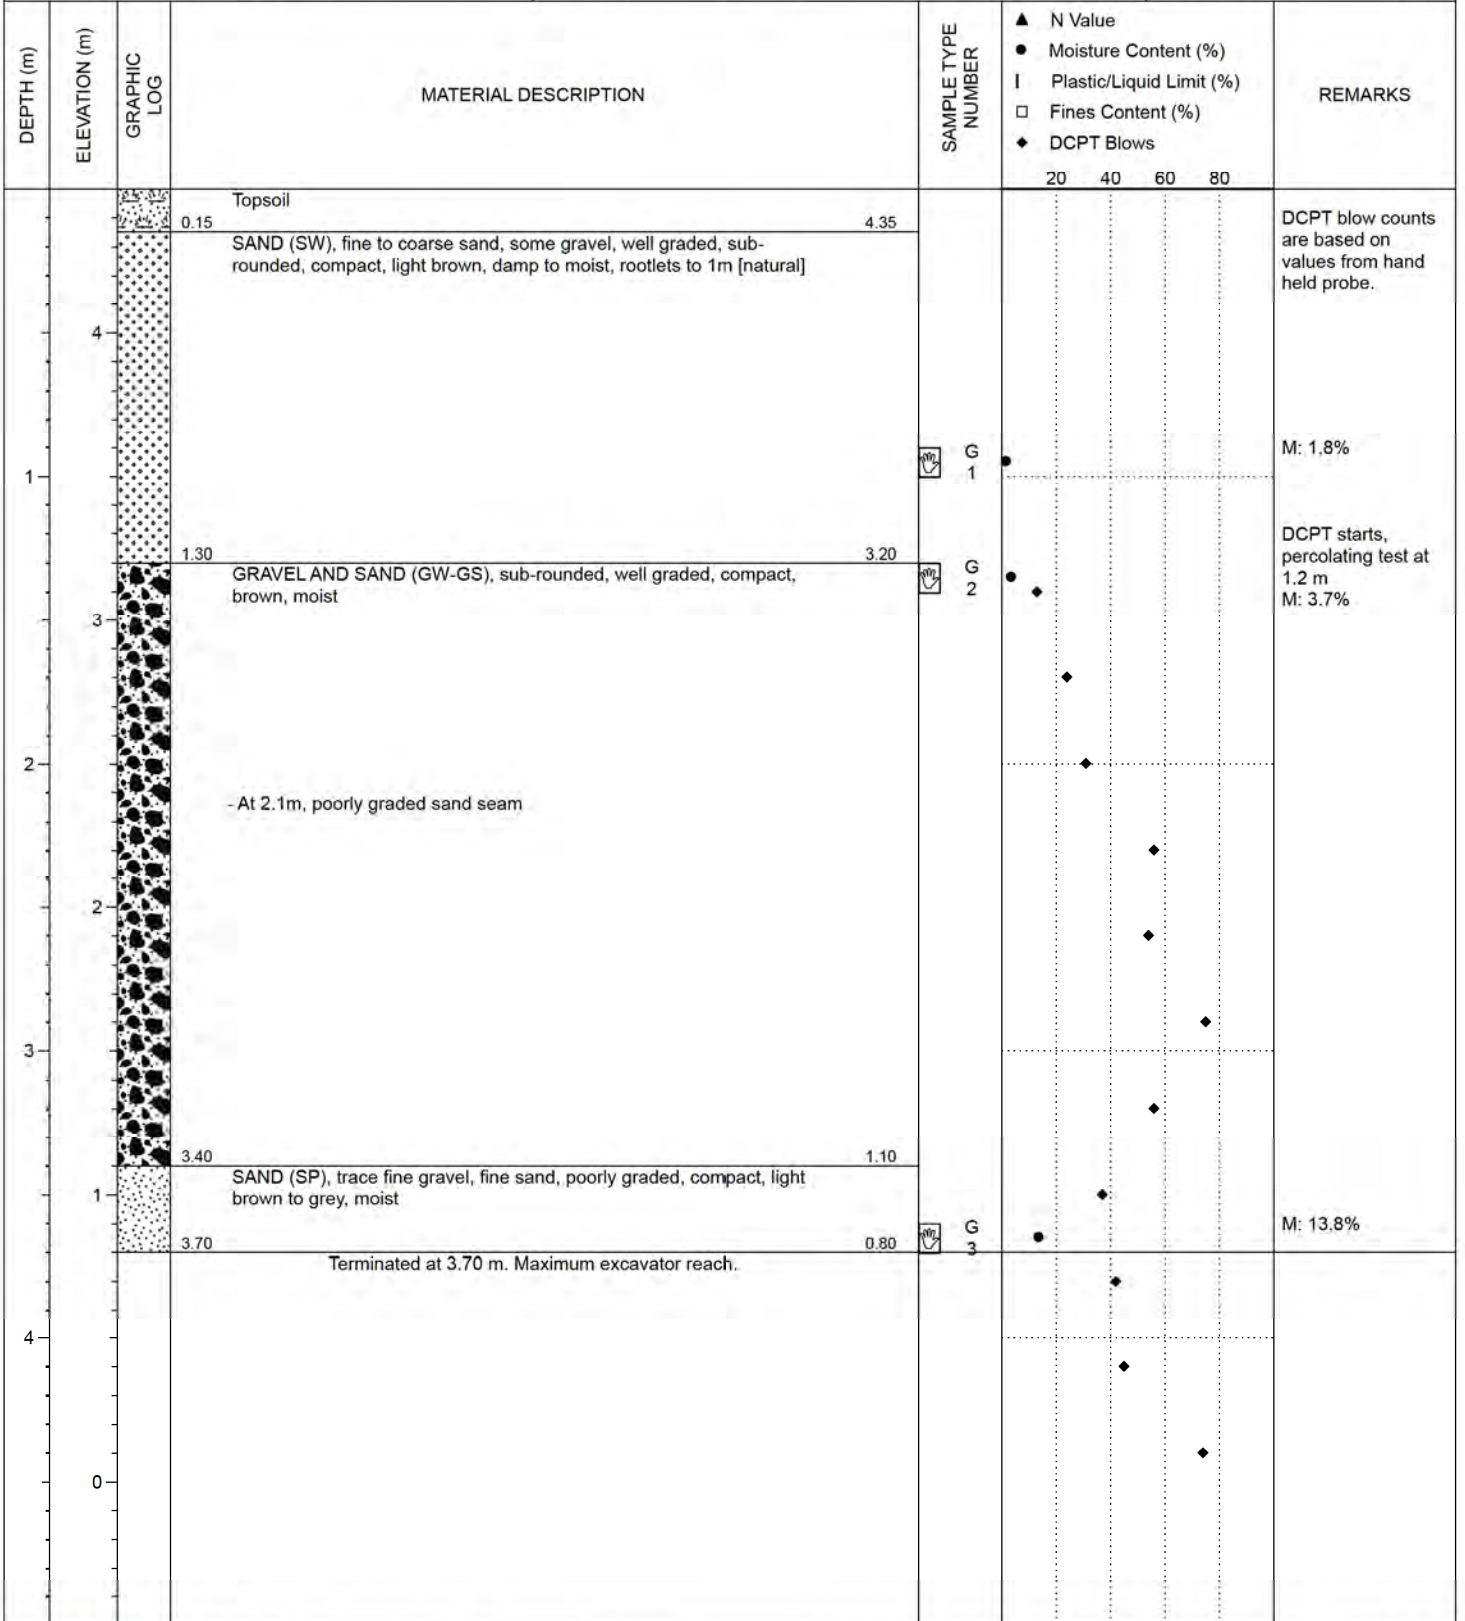 DEPTH (m)
ELEVATION (m)
GRAPHIC
LOG
MATERIAL DESCRIPTION
SAMPLE TYPE
NUMBER
▲ N Value
● Moisture Content (%)
| Plastic/Liquid Limit (%)
□ Fines Content (%)
◆ DCPT Blows
20 40 60 80
REMARKS
Topsoil
0.15 4.35
SAND (SW), fine to coarse sand, some gravel, well graded, sub-
rounded, compact, light brown, damp to moist, rootlets to 1m [natural]
DCPT blow counts
are based on
values from hand
held probe.
4
G
1
M: 1.8%
1
1.30 3.20
GRAVEL AND SAND (GW-GS), sub-rounded, well graded, compact,
brown, moist
G
2
DCPT starts,
percolating test at
1.2 m
M: 3.7%
3
2
- At 2.1m, poorly graded sand seam
2
3
3.40 1.10
SAND (SP), trace fine gravel, fine sand, poorly graded, compact, light
brown to grey, moist
1
G
3
M: 13.8%
3.70 0.80
Terminated at 3.70 m. Maximum excavator reach.
4
0